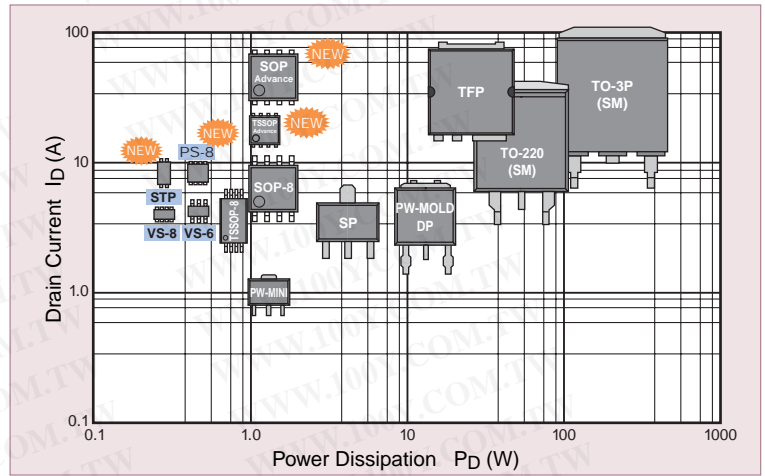 100
NEW
SOP
Advance
TFP
TO-3P
(SM)
NEW
TSSOP
Advance
NEW
NEW
PS-8
TO-220
(SM)
10
STP
SOP-8
VS-8
VS-6
TSSOP-8
SP
PW-MOLD
DP
1.0
PW-MINI
0.1
0.1
1.0
10
100
1000
Drain Current ID (A)
Power Dissipation PD (W)
WWW.100Y.COM.TW